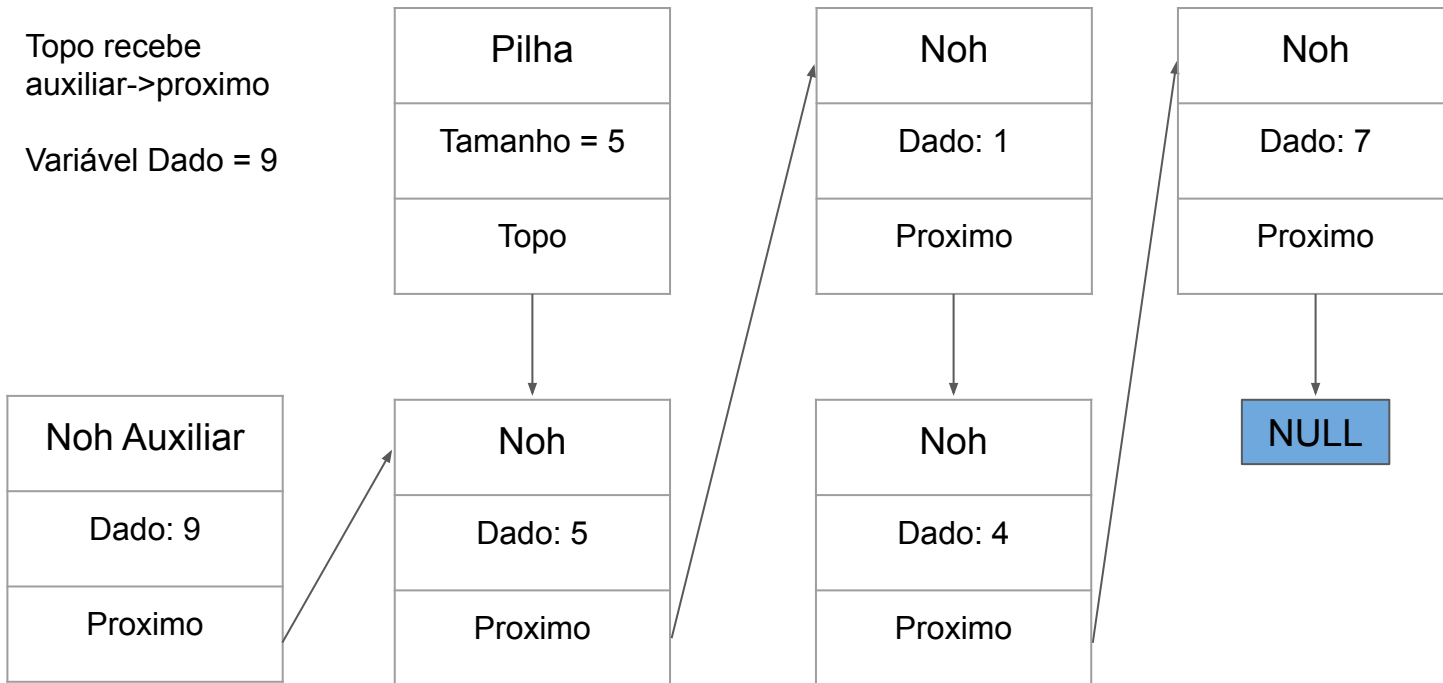 Topo recebe
auxiliar->proximo
Variável Dado = 9
Pilha
Tamanho = 5
Topo
Noh
Dado: 1
Proximo
Noh
Dado: 7
Proximo
Noh Auxiliar
Dado: 9
Proximo
Noh
Dado: 5
Proximo
Noh
Dado: 4
Proximo
NULL